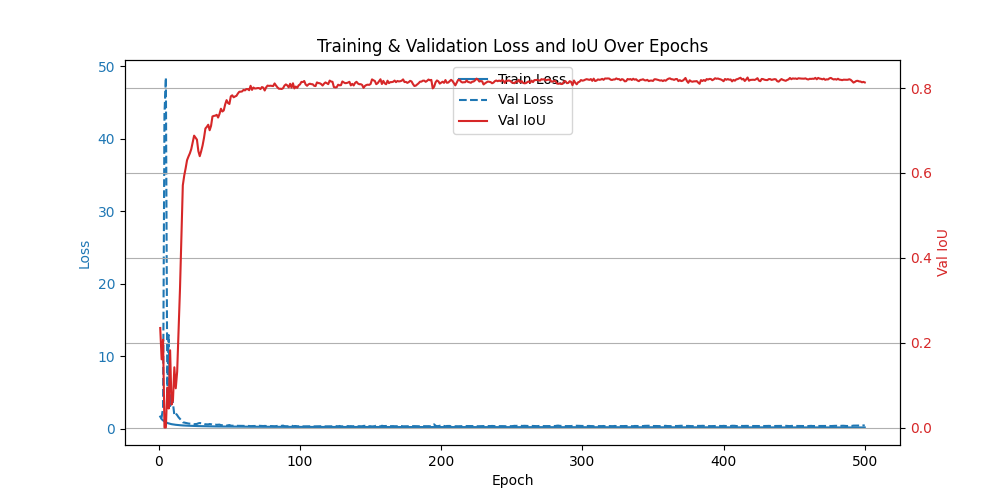 Training & Validation Loss and IoU Over Epochs
50
40
30
20
10
0
Loss
Train Loss
Val Loss
Val IoU
0.8
0.6
0.4
0.2
0.0
Val IoU
0
100
200
300
400
500
Epoch